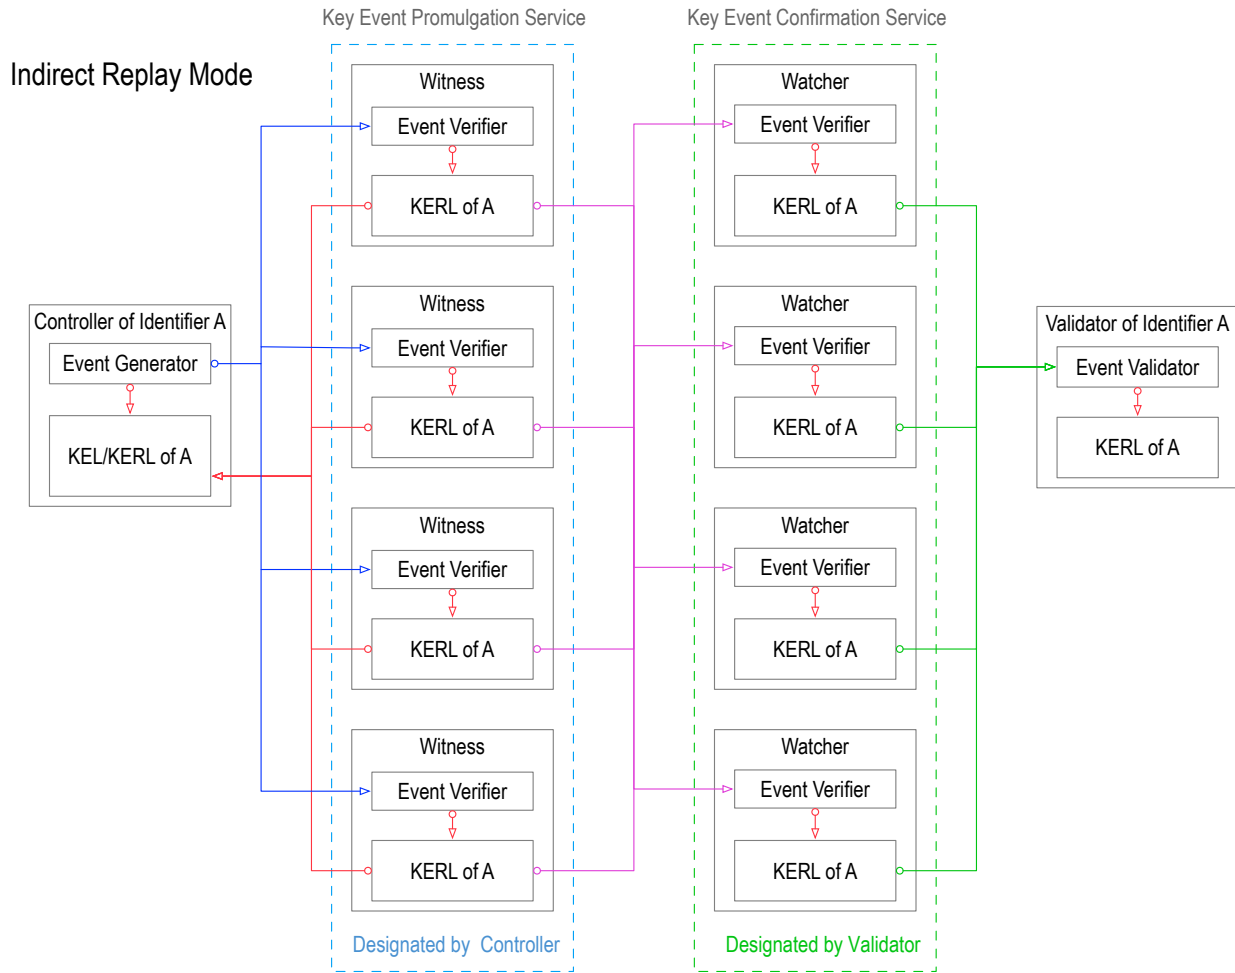 Key Event Promulgation Service
Key Event Confirmation Service
Indirect Replay Mode
Witness
Event Verifier
KERL of A
Watcher
Event Verifier
KERL of A
Controller of Identifier A
Event Generator
KEL/KERL of A
Witness
Event Verifier
KERL of A
Watcher
Event Verifier
KERL of A
Validator of Identifier A
Event Validator
KERL of A
Witness
Event Verifier
KERL of A
Watcher
Event Verifier
KERL of A
Witness
Event Verifier
KERL of A
Watcher
Event Verifier
KERL of A
Designated by Controller
Designated by Validator